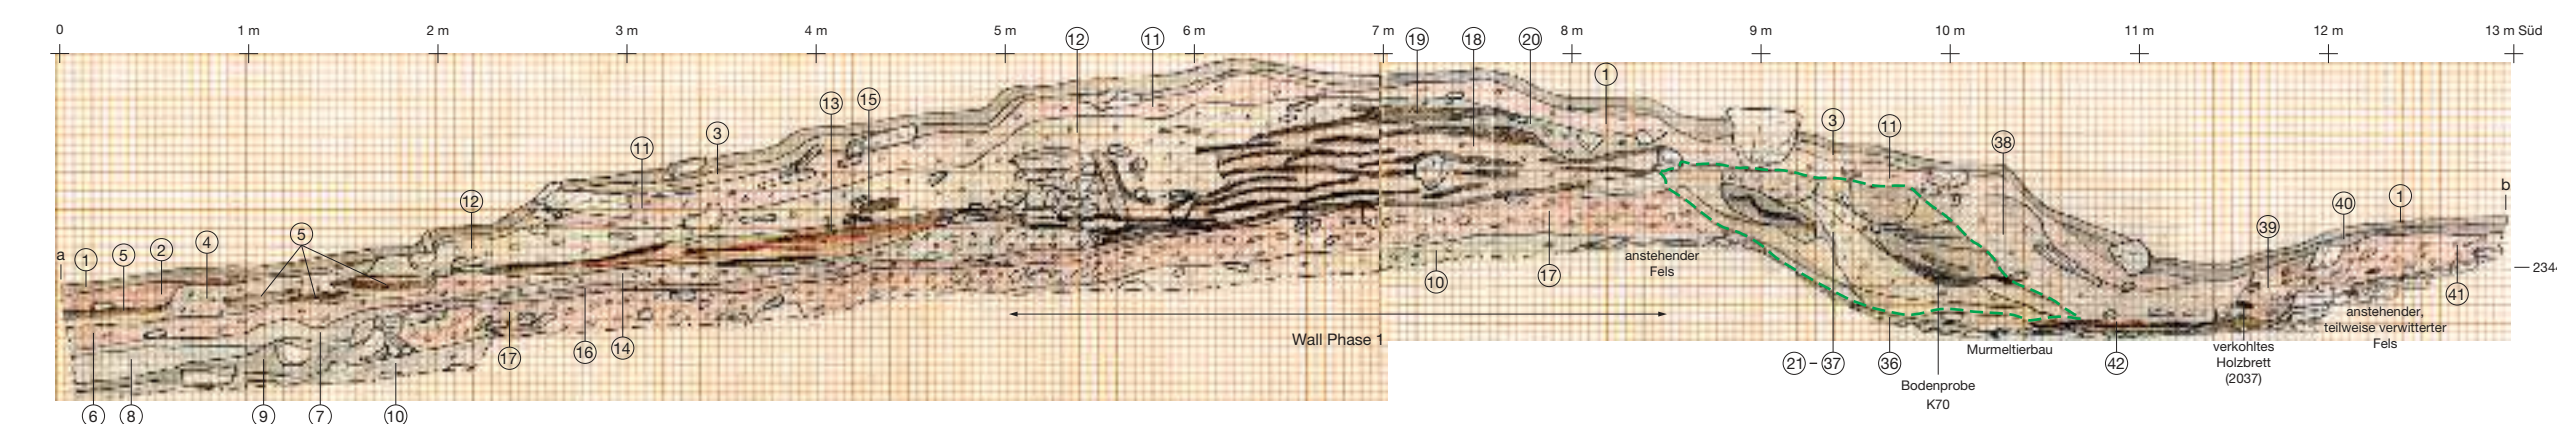 0 1 m 2 m 3 m 4 m 5 m 6 m 7 m 8 m 9 m 10 m 11 m 12 m 13 m Süd
12 11 19 18 20
1
13 15 3 11 38
11 3
12 5 b
a 1 5 2 4 39 40 1
10 17 anstehender
Fels
2344
41
Wall Phase 1
17 16 14
21 – 37 36 Murmeltierbau 42
anstehender,
teilweise verwitterter
Fels
verkohltes
Holzbrett
(2037)
Bodenprobe
K70
6 8 9 7 10